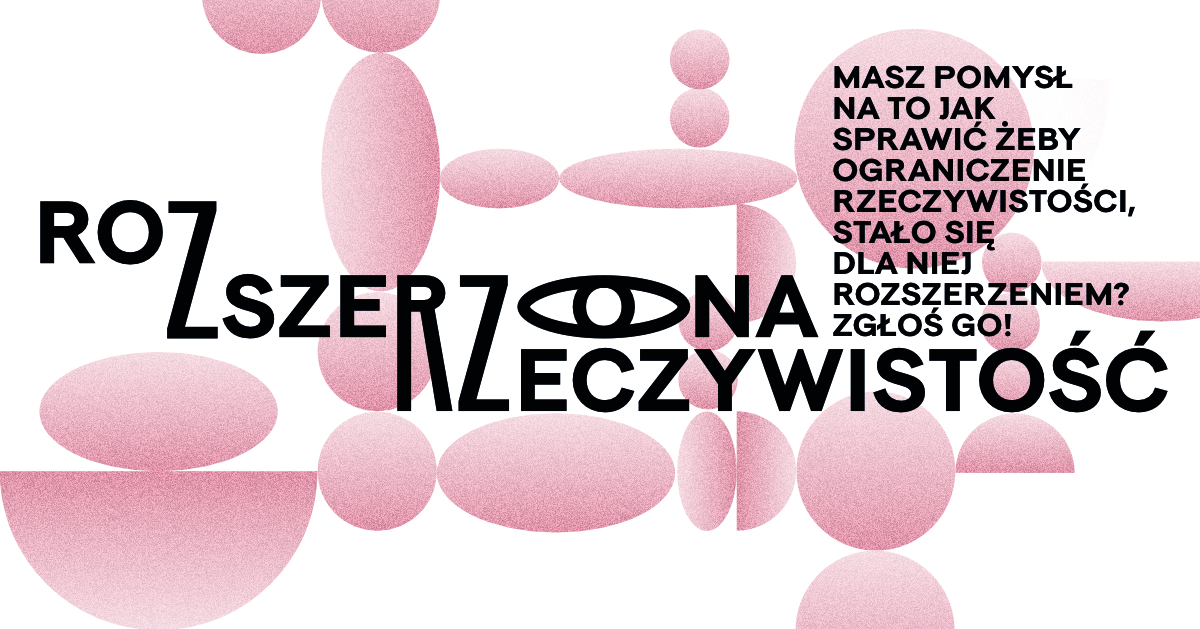 ROZSZERZONA
RZECZYWISTOŚĆ
MASZ POMYSŁ
NA TO JAK
SPRAWIĆ ŻEBY
OGRANICZENIE
RZECZYWISTOŚCI,
STAŁO SIĘ
DLA NIEJ
ROZSZERZENIEM?
ZGŁOŚ GO!